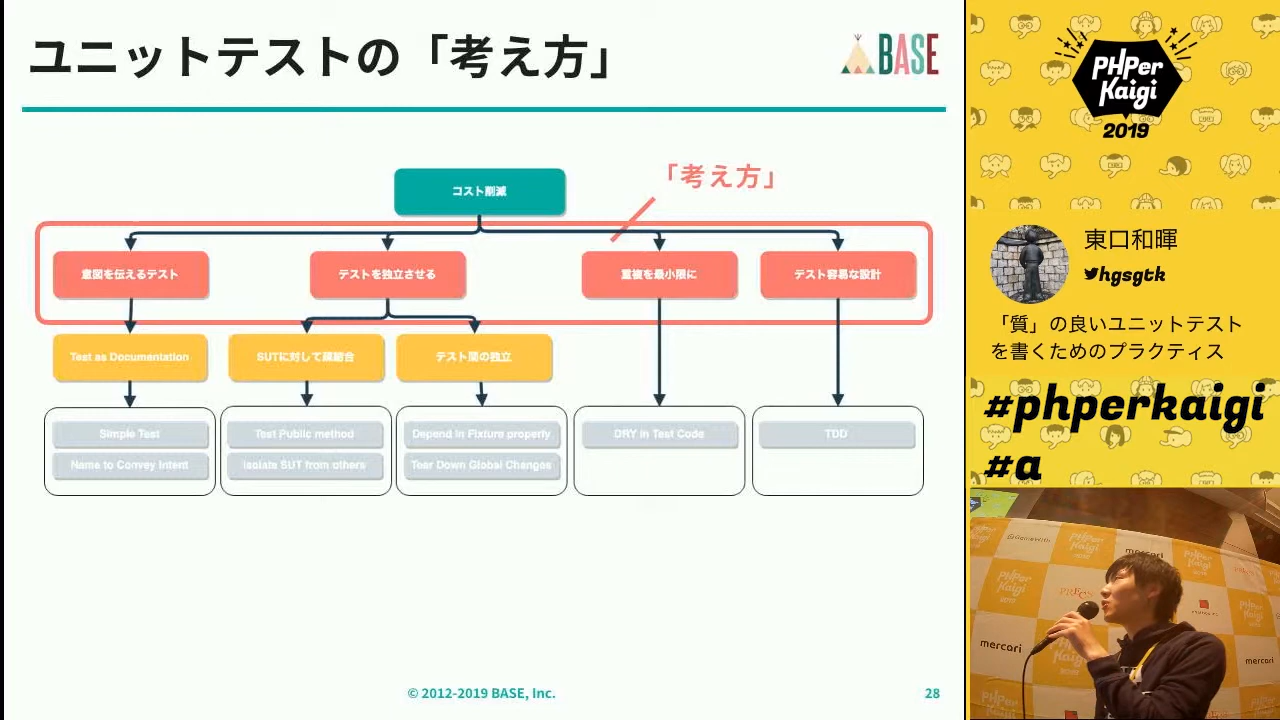 ユニットテストの「考え方」
BASE
「考え方」
コスト削減
意図を伝えるテスト
テストを独立させる
重複を最小限に
テスト容易な設計
Test as Documentation
SUTに対して疎結合
テスト間の独立
Simple Test
Name to Convey Intent
Test Public method
Isolate SUT from others
Depend in Fixture properly
Tear Down Global Changes
DRY in Test Code
TDD
© 2012-2019 BASE, Inc.
28
PHPer
Kaigi
2019
東口和暉
hgsgtk
「質」の良いユニットテスト
を書くためのプラクティス
#phperkaigi
#a
mercari
PHPer
Kaigi
mercari
mercari